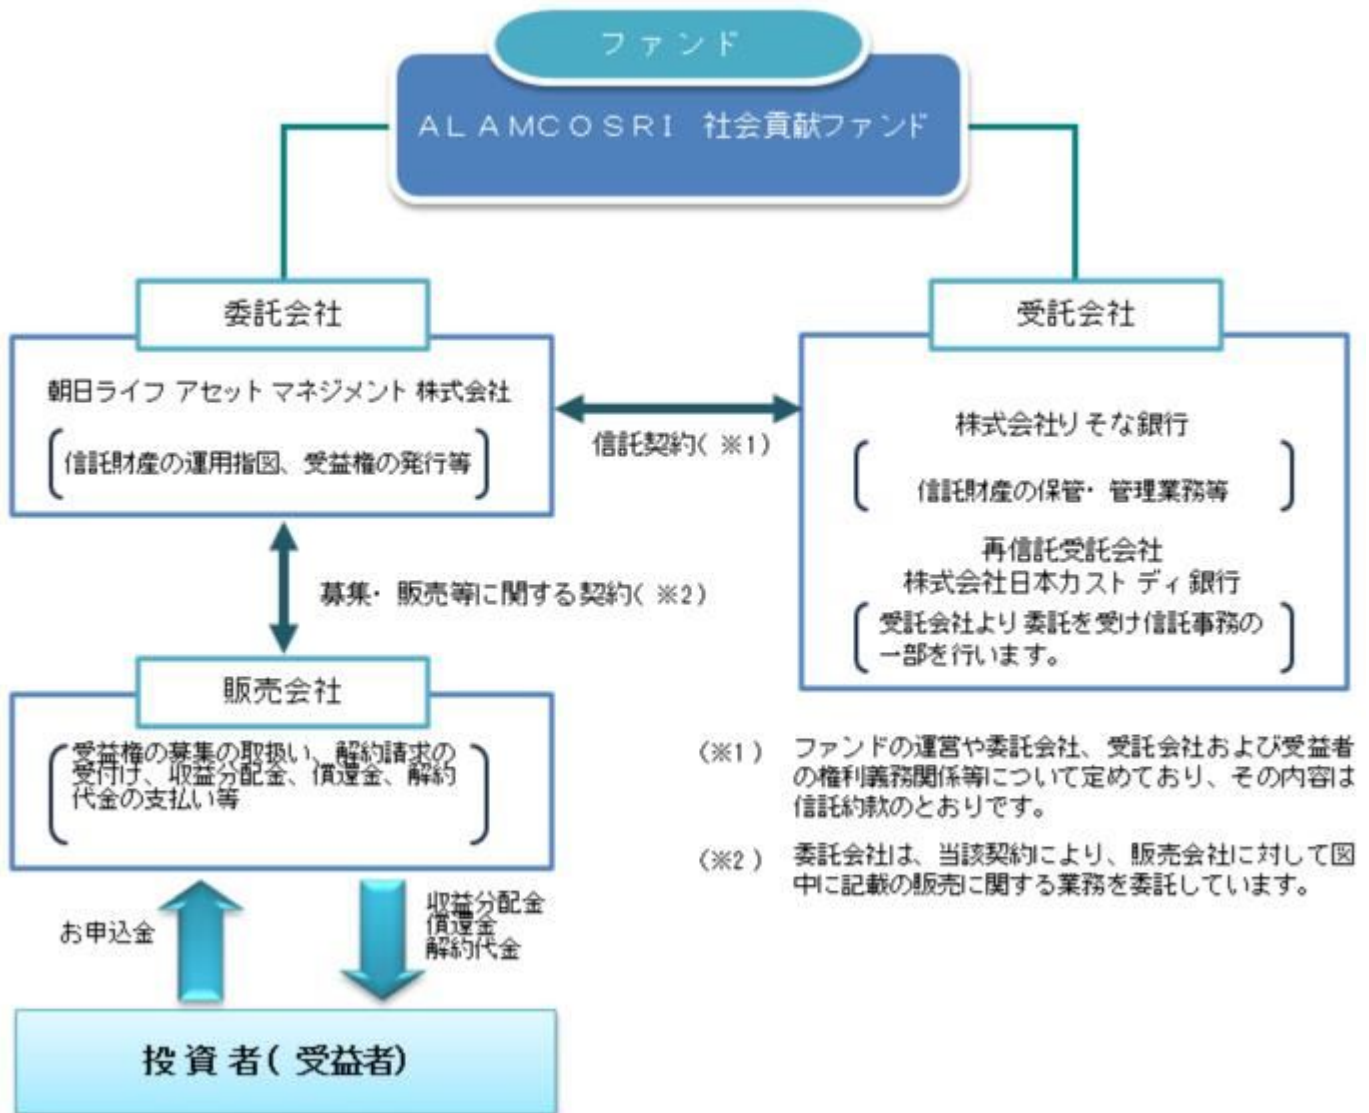 ファンド
ALAMCOSRI 社会貢献ファンド
委託会社
朝日ライフ アセット マネジメント 株式会社
信託財産の運用指図、受益権の発行等
信託契約(※1)
受託会社
株式会社りそな銀行
信託財産の保管・管理業務等
再信託受託会社
株式会社日本カストディ銀行
受託会社より委託を受け信託事務の
一部を行います。
募集・販売等に関する契約(※2)
販売会社
受益権の募集の取扱い、解約請求の
受付け、収益分配金、償還金、解約
代金の支払い等
(※1) ファンドの運営や委託会社、受託会社および受益者
の権利義務関係等について定めており、その内容は
信託約款のとおりです。
(※2) 委託会社は、当該契約により、販売会社に対して図
中に記載の販売に関する業務を委託しています。
お申込金
収益分配金
償還金
解約代金
投資者(受益者)